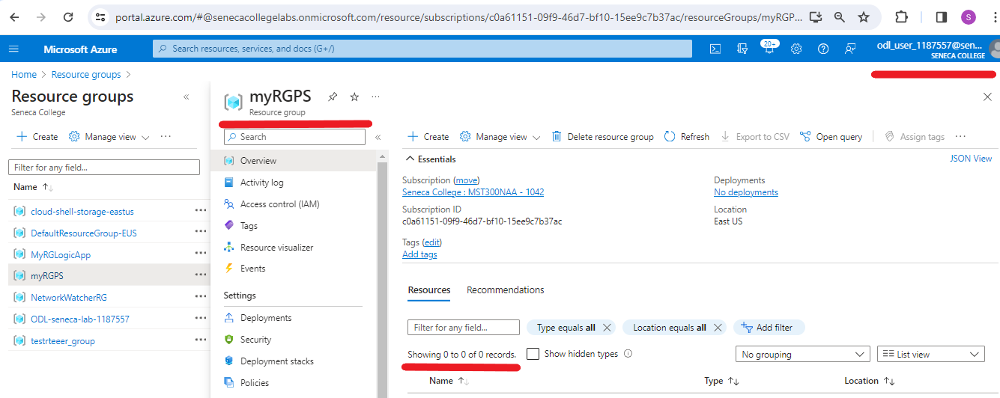 portal.azure.com/#@senecacollegelabs.onmicrosoft.com/resource/subscriptions/c0a61151-09f9-46d7-bf10-15ee9c7b37ac/resourceGroups/myRGP...
S
Microsoft Azure
Search resources, services, and docs (G+/)
20+
odl_user_1187557@sen...
SENECA COLLEGE
Home > Resource groups >
Resource groups
Seneca College
Create
Manage view
...
Filter for any field...
Name ↑↓
cloud-shell-storage-eastus
DefaultResourceGroup-EUS
MyRGLogicApp
myRGPS
NetworkWatcherRG
ODL-seneca-lab-1187557
testrteeer_group
myRGPS
...
Resource group
Search
Overview
Activity log
Access control (IAM)
Tags
Resource visualizer
Events
Settings
Deployments
Security
Deployment stacks
Policies
Create
Manage view
Delete resource group
Refresh
Export to CSV
Open query
Assign tags
...
Essentials
JSON View
Subscription (move)
Seneca College : MST300NAA - 1042
Subscription ID
c0a61151-09f9-46d7-bf10-15ee9c7b37ac
Tags (edit)
Add tags
Deployments
No deployments
Location
East US
Resources
Recommendations
Filter for any field...
Type equals all
Location equals all
Add filter
Showing 0 to 0 of 0 records.
Show hidden types
No grouping
List view
Name ↑↓
Type ↑↓
Location ↑↓